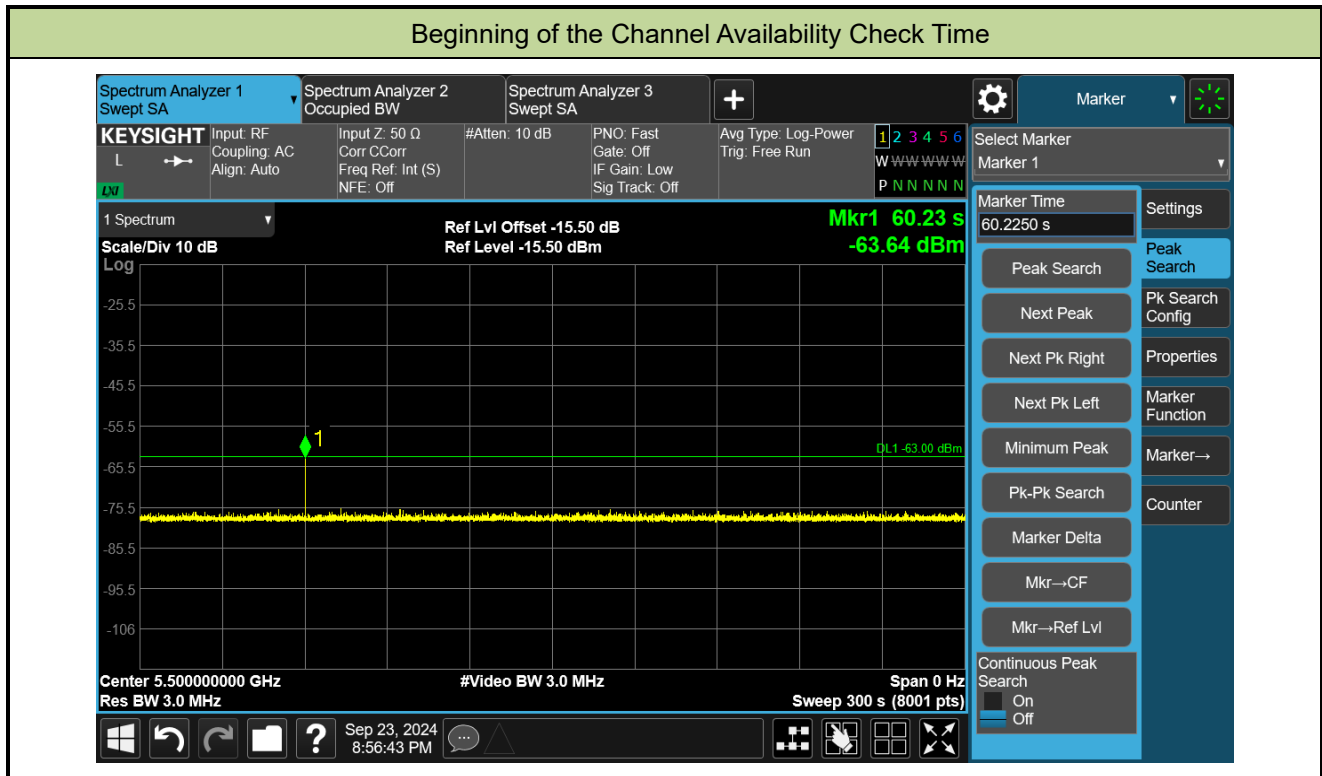 Beginning of the Channel Availability Check Time
Spectrum Analyzer 1
Swept SA
Spectrum Analyzer 2
Occupied BW
Spectrum Analyzer 3
Swept SA
Marker
KEYSIGHT
L
LXI
Input: RF
Coupling: AC
Align: Auto
Input Z: 50 Ω
Corr CCorr
Freq Ref: Int (S)
NFE: Off
#Atten: 10 dB
PNO: Fast
Gate: Off
IF Gain: Low
Sig Track: Off
Avg Type: Log-Power
Trig: Free Run
1 2 3 4 5 6
W W W W W W
P N N N N N
Select Marker
Marker 1
1 Spectrum
Scale/Div 10 dB
Log
Ref Lvl Offset -15.50 dB
Ref Level -15.50 dBm
Mkr1 60.23 s
-63.64 dBm
-25.5
-35.5
-45.5
-55.5
-65.5
-75.5
-85.5
-95.5
-106
1
DL1 -63.00 dBm
Center 5.500000000 GHz
Res BW 3.0 MHz
#Video BW 3.0 MHz
Span 0 Hz
Sweep 300 s (8001 pts)
Marker Time
60.2250 s
Peak Search
Next Peak
Next Pk Right
Next Pk Left
Minimum Peak
Pk-Pk Search
Marker Delta
Mkr→CF
Mkr→Ref Lvl
Continuous Peak
Search
On
Off
Settings
Peak
Search
Pk Search
Config
Properties
Marker
Function
Marker→
Counter
?
Sep 23, 2024
8:56:43 PM